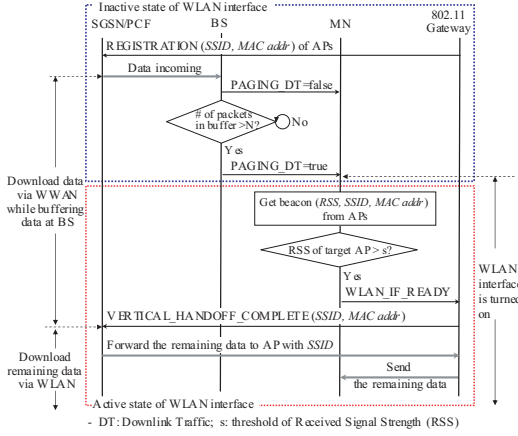 Inactive state of WLAN interface
SGSN/PCF
BS
MN
802.11
Gateway
REGISTRATION (SSID, MAC addr) of APs
Data incoming
PAGING_DT=false
# of packets
in buffer >N?
No
Yes
PAGING_DT=true
Download data
via WWAN
while buffering
data at BS
Get beacon (RSS, SSID, MAC addr)
from APs
RSS of target AP > s?
Yes
WLAN
interface
is turned
on
WLAN_IF_READY
VERTICAL_HANDOFF_COMPLETE (SSID, MAC addr)
Forward the remaining data to AP with SSID
Download
remaining data
via WLAN
Send
the remaining data
Active state of WLAN interface
- DT: Downlink Traffic; s: threshold of Received Signal Strength (RSS)